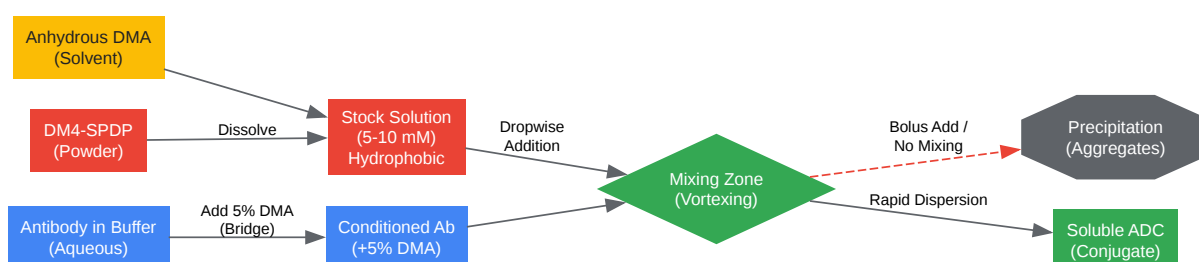 Anhydrous DMA
(Solvent)
DM4-SPDP
(Powder)
Dissolve
Stock Solution
(5-10 mM)
Hydrophobic
Antibody in Buffer
(Aqueous)
Add 5% DMA
(Bridge)
Conditioned Ab
(+5% DMA)
Dropwise
Addition
Mixing Zone
(Vortexing)
Bolus Add /
No Mixing
Precipitation
(Aggregates)
Rapid Dispersion
Soluble ADC
(Conjugate)